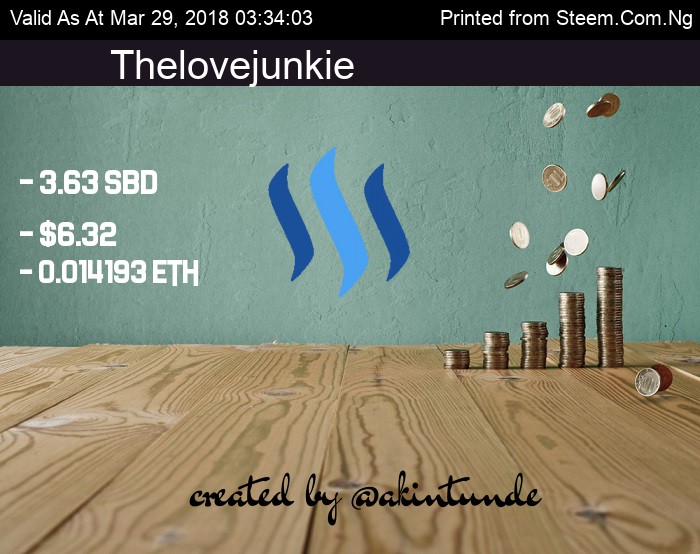 Valid As At Mar 29, 2018 03:34:03
Printed from Steem.Com.Ng
Thelovejunkie
- 3.63 SBD
- $6.32
- 0.014193 ETH
created by @akintunde